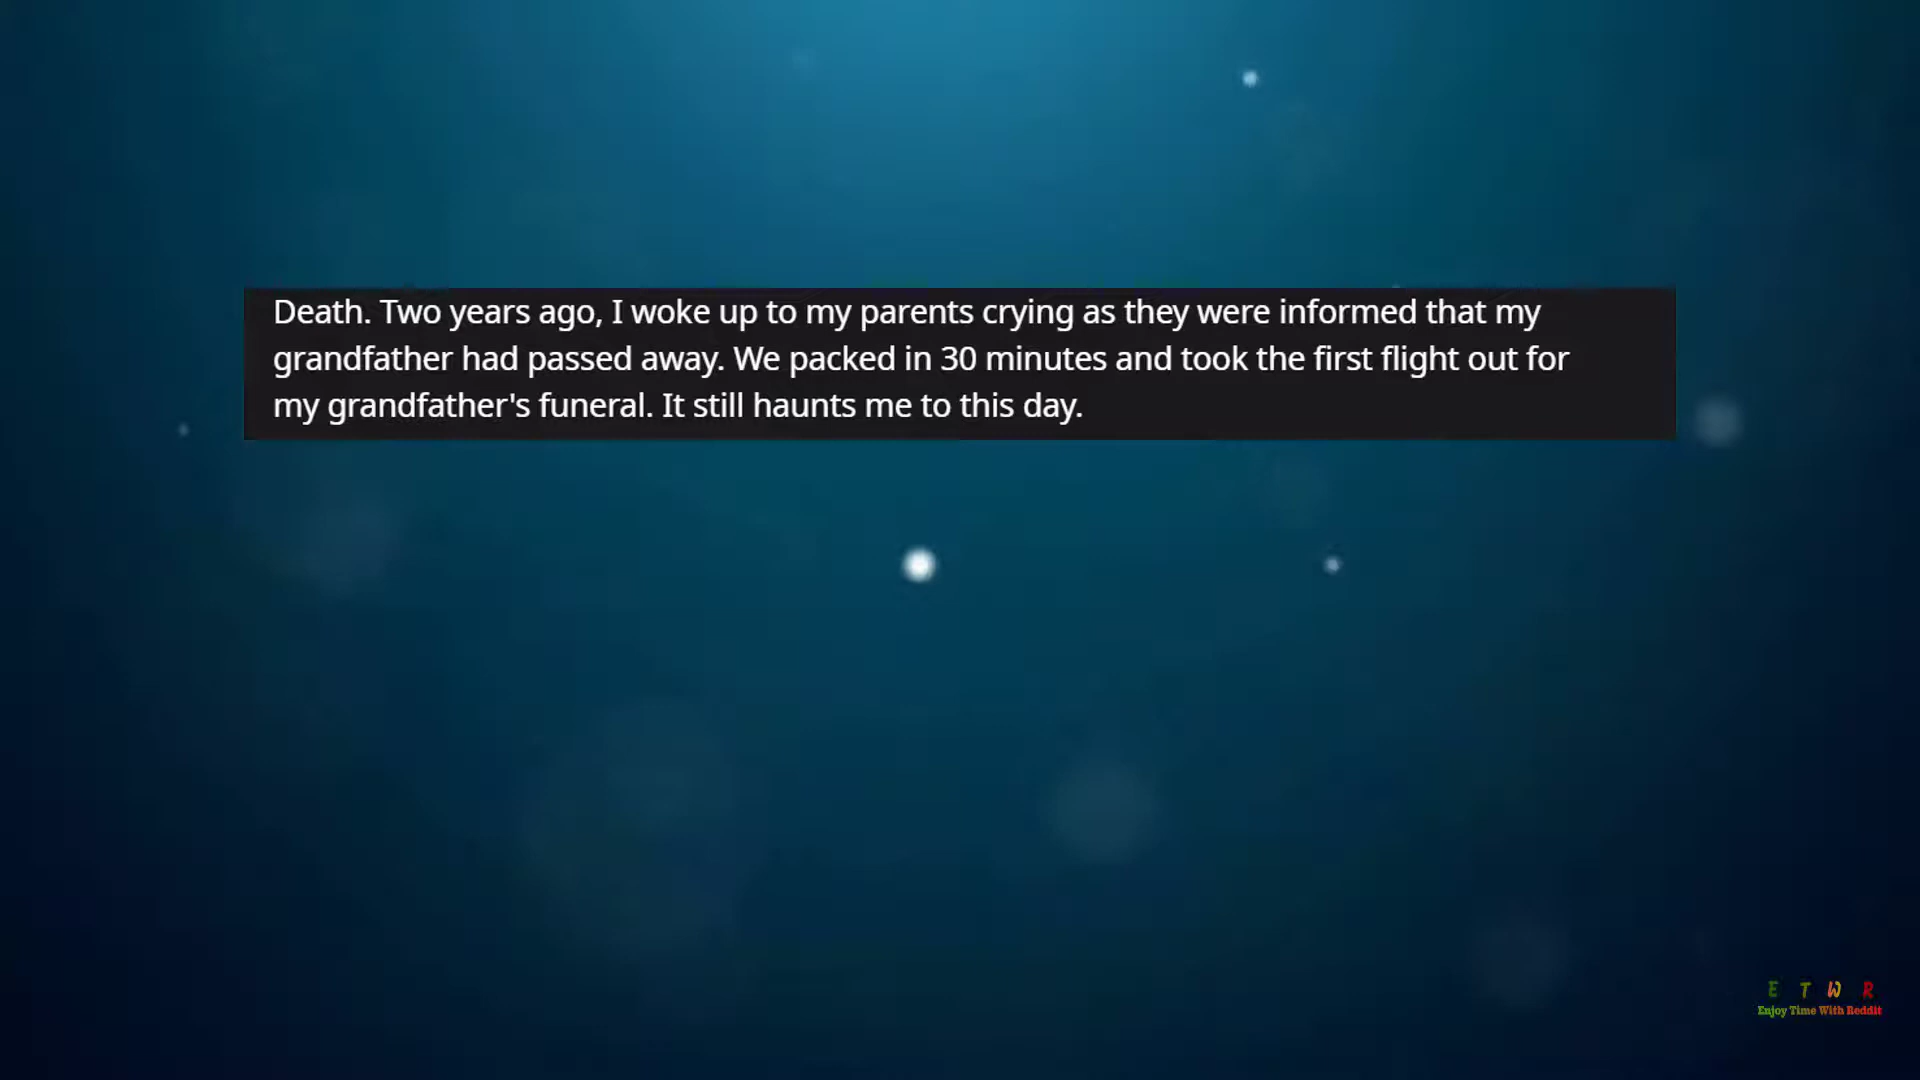 Death. Two years ago, I woke up to my parents crying as they were informed that my
grandfather had passed away. We packed in 30 minutes and took the first flight out for
my grandfather's funeral. It still haunts me to this day.
E T W R
Enjoy Time With Reddit